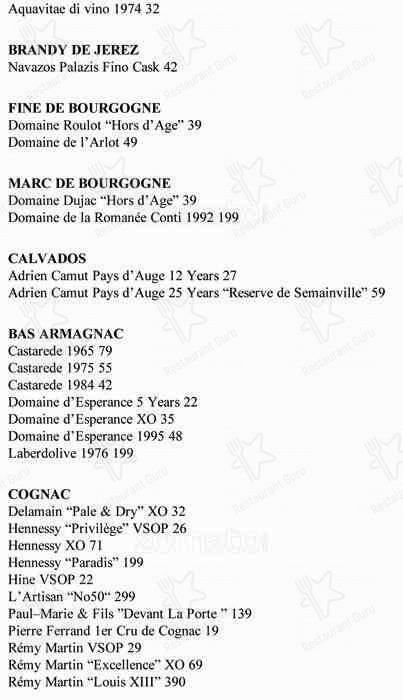 Aquavitae di vino 1974 32
BRANDY DE JEREZ
Navazos Palazis Fino Cask 42
FINE DE BOURGOGNE
Domaine Roulot “Hors d’Age” 39
Domaine de l’Arlot 49
MARC DE BOURGOGNE
Domaine Dujac “Hors d’Age” 39
Domaine de la Romanée Conti 1992 199
CALVADOS
Adrien Camut Pays d’Auge 12 Years 27
Adrien Camut Pays d’Auge 25 Years “Reserve de Semainville” 59
BAS ARMAGNAC
Castarede 1965 79
Castarede 1975 55
Castarede 1984 42
Domaine d’Esperance 5 Years 22
Domaine d’Esperance XO 35
Domaine d’Esperance 1995 48
Laberdolive 1976 199
COGNAC
Delamain “Pale & Dry” XO 32
Hennessy “Privilège” VSOP 26
Hennessy XO 71
Hennessy “Paradis” 199
Hine VSOP 22
L’Artisan “No50“ 299
Paul–Marie & Fils ”Devant La Porte ” 139
Pierre Ferrand 1er Cru de Cognac 19
Rémy Martin VSOP 29
Rémy Martin “Excellence” XO 69
Rémy Martin “Louis XIII” 390
Restaurant Guru
zomato